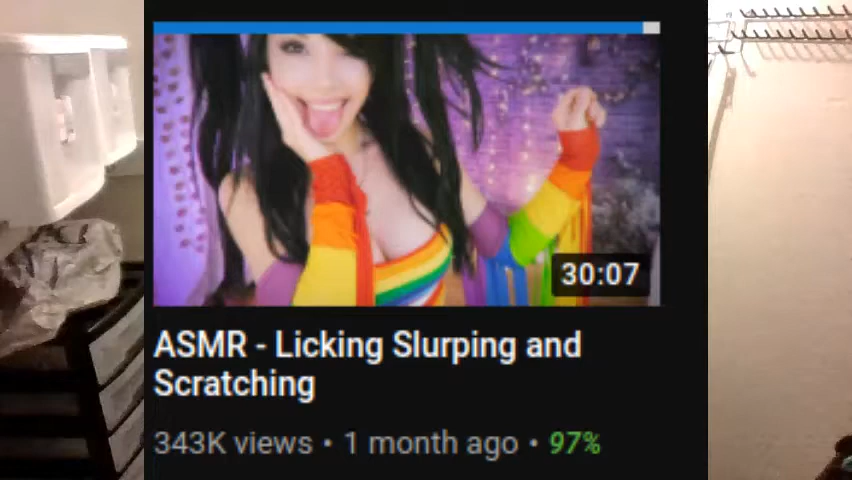 30:07
ASMR - Licking Slurping and
Scratching
343K views • 1 month ago • 97%